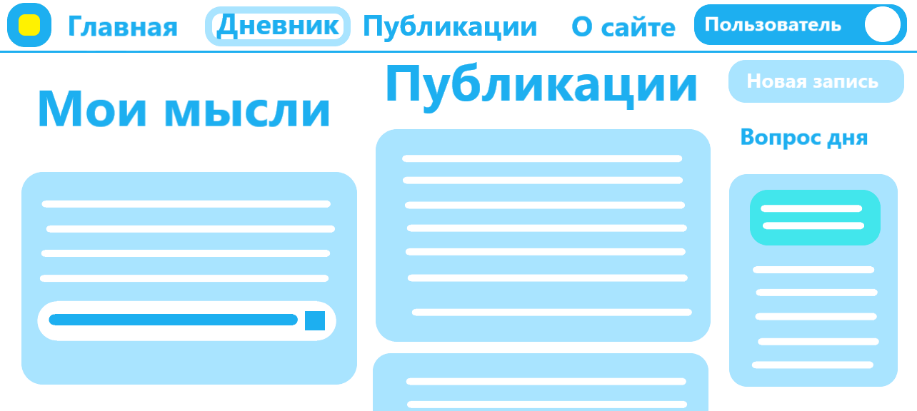 Главная Дневник Публикации О сайте Пользователь
Мои мысли
Публикации
Новая запись
Вопрос дня